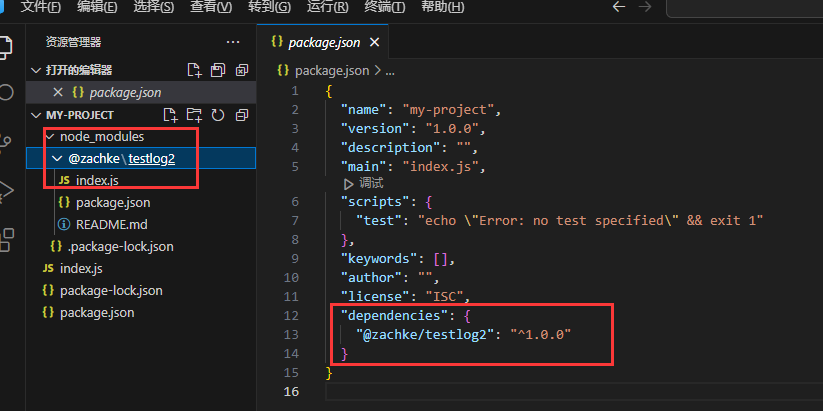 文件(F) 编辑(E) 选择(S) 查看(V) 转到(G) 运行(R) 终端(T) 帮助(H)
资源管理器
打开的编辑器
package.json
MY-PROJECT
node_modules
@zachke\testlog2
JS index.js
package.json
README.md
.package-lock.json
JS index.js
package-lock.json
package.json
package.json
package.json > ...
1 {
2 "name": "my-project",
3 "version": "1.0.0",
4 "description": "",
5 "main": "index.js",
调试
6 "scripts": {
7 "test": "echo \"Error: no test specified\" && exit 1"
8 },
9 "keywords": [],
10 "author": "",
11 "license": "ISC",
12 "dependencies": {
13 "@zachke/testlog2": "^1.0.0"
14 }
15 }
16